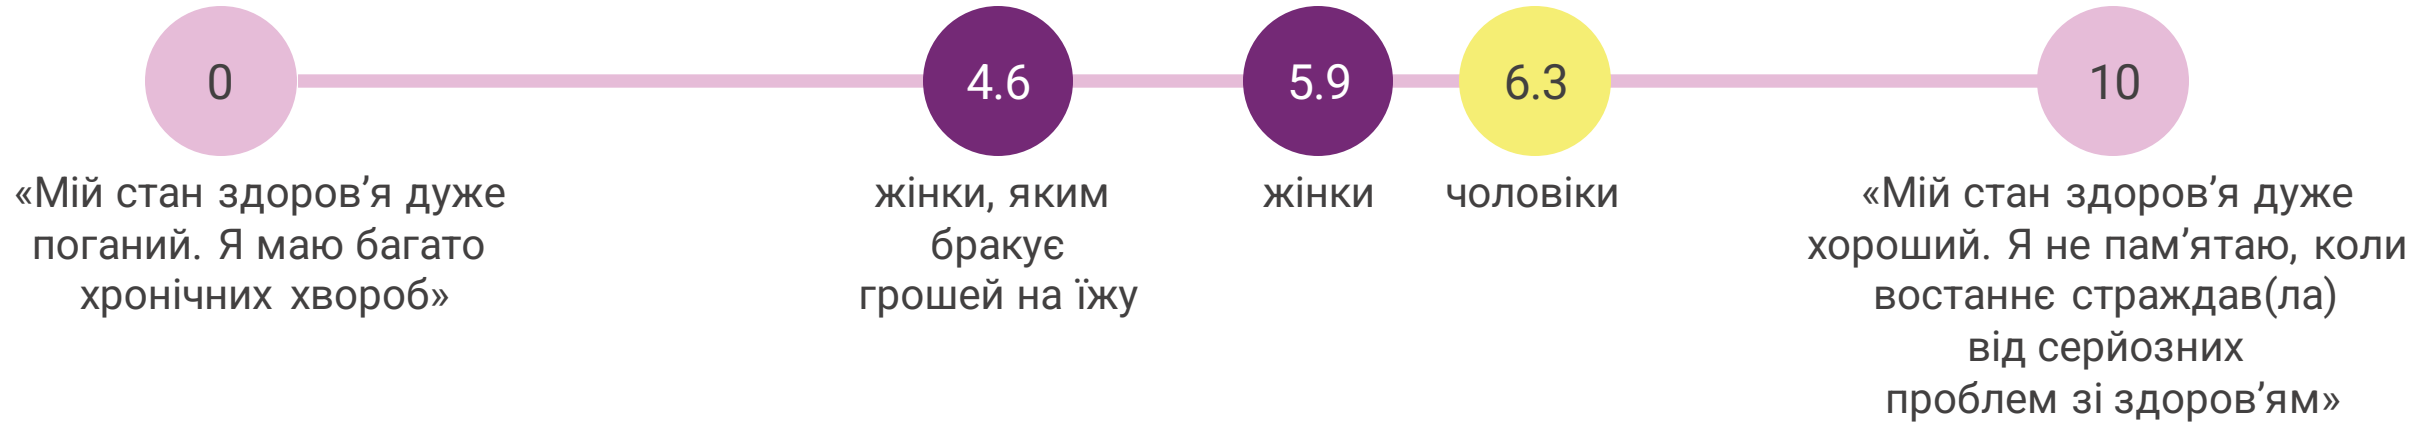 0
4.6
5.9
6.3
10
«Мій стан здоров’я дуже
поганий. Я маю багато
хронічних хвороб»
жінки, яким
бракує
грошей на їжу
жінки
чоловіки
«Мій стан здоров’я дуже
хороший. Я не пам’ятаю, коли
востаннє страждав(ла)
від серйозних
проблем зі здоров’ям»